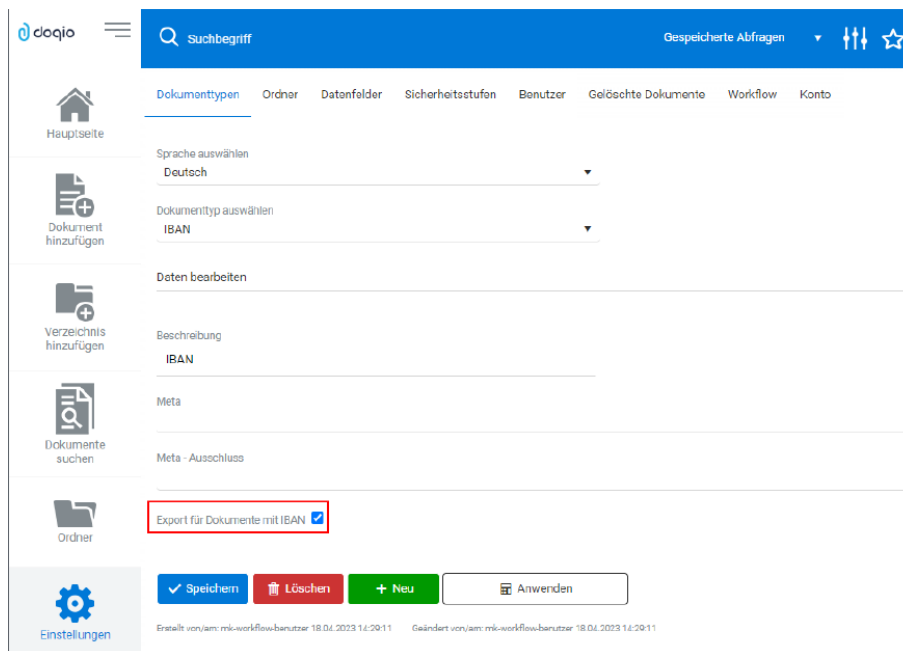 doqio
Suchbegriff
Gespeicherte Abfragen
Dokumenttypen Ordner Datenfelder Sicherheitsstufen Benutzer Gelöschte Dokumente Workflow Konto
Hauptseite
Dokument
hinzufügen
Verzeichnis
hinzufügen
Dokumente
suchen
Ordner
Einstellungen
Sprache auswählen
Deutsch
Dokumenttyp auswählen
IBAN
Daten bearbeiten
Beschreibung
IBAN
Meta
Meta - Ausschluss
Export für Dokumente mit IBAN
Speichern Löschen + Neu Anwenden
Erstellt von/am: mk-workflow-benutzer 18.04.2023 14:29:11 Geändert von/am: mk-workflow-benutzer 18.04.2023 14:29:11